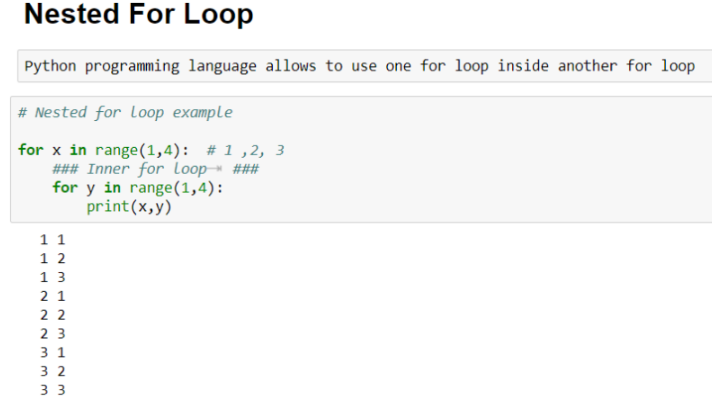 Nested For Loop
Python programming language allows to use one for loop inside another for loop
# Nested for loop example
for x in range(1,4):  # 1 ,2, 3
    ### Inner for loop ###
    for y in range(1,4):
        print(x,y)
1 1
1 2
1 3
2 1
2 2
2 3
3 1
3 2
3 3